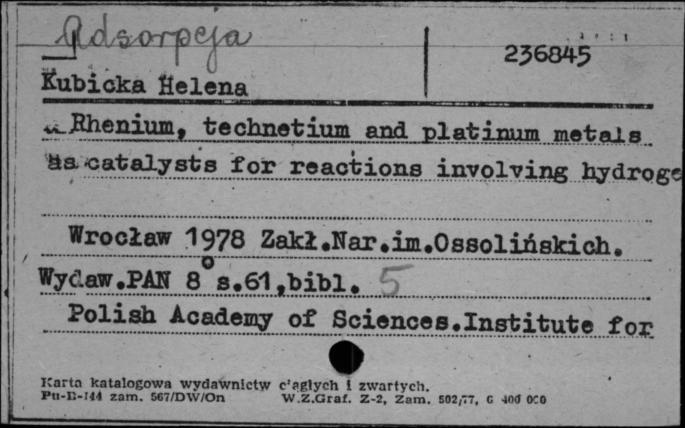 Adsorpcja
236845
Kubicka Helena
Rhenium, technetium and platinum metals
as catalysts for reactions involving hydroge
Wrocław 1978 Zakł.Nar.im.Ossolińskich.
Wydaw.PAN 8° s.61,bibl. 5
Polish Academy of Sciences.Institute for
Karta katalogowa wydawnictw ciągłych i zwartych.
Pu-B-144 zam. 567/DW/On W.Z.Graf. Z-2, Zam. 502/77, G 400 000